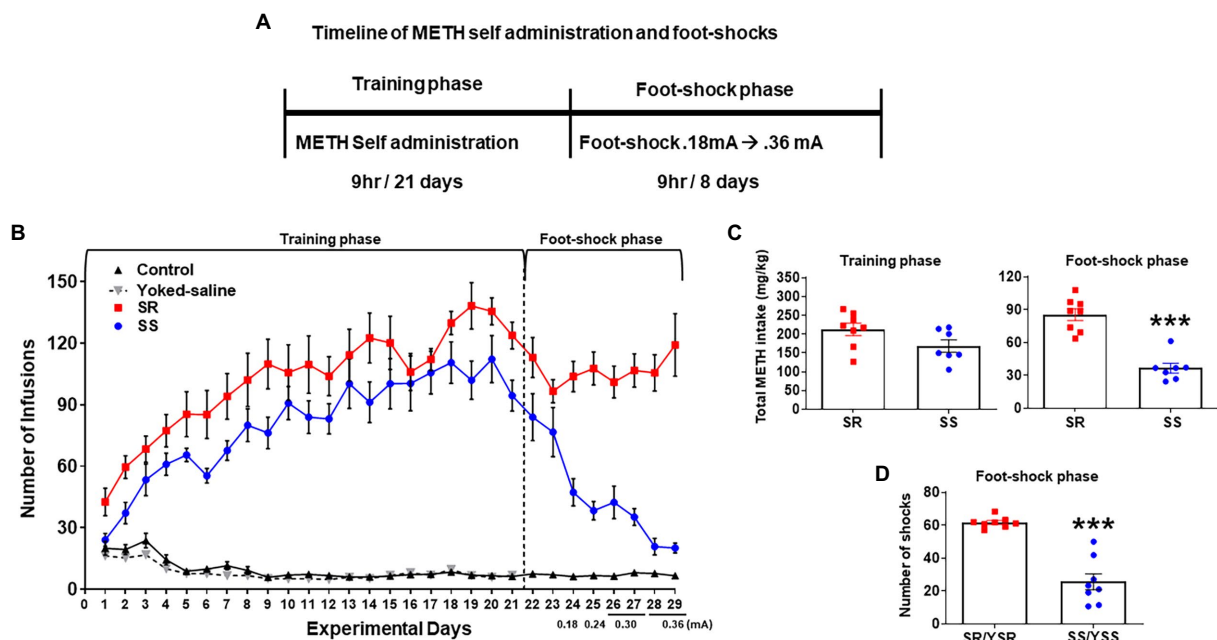 A
Timeline of METH self administration and foot-shocks
Training phase
Foot-shock phase
METH Self administration
Foot-shock .18mA → .36 mA
9hr / 21 days
9hr / 8 days
B
Training phase
Foot-shock phase
Control
Yoked-saline
SR
SS
Number of Infusions
150
120
90
60
30
0
0 1 2 3 4 5 6 7 8 9 10 11 12 13 14 15 16 17 18 19 20 21 22 23 24 25 26 27 28 29
0.18 0.24 0.30 0.36 (mA)
Experimental Days
C
Training phase
Total METH intake (mg/kg)
350
300
250
200
150
100
50
0
SR SS
Foot-shock phase
120
90
60
30
0
***
SR SS
D
Foot-shock phase
Number of shocks
80
60
40
20
0
***
SR/YSR SS/YSS